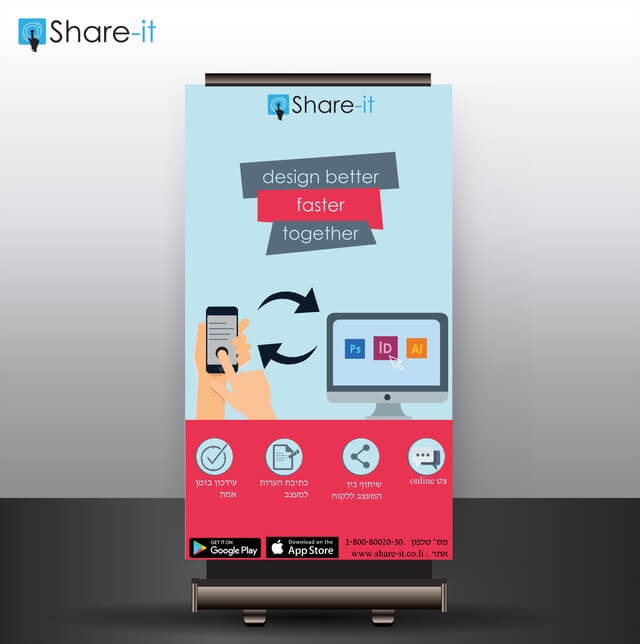 Share-it
Share-it
design better
faster
together
Ps
ID
AI
צט online
שיתוף בין
המעצב ללקוח
כתיבת הערות
למעצב
עידכון בזמן
אמת
GET IT ON
Google Play
Download on the
App Store
מס' טלפון :1-800-80020-30
אתר : www.share-it.co.li